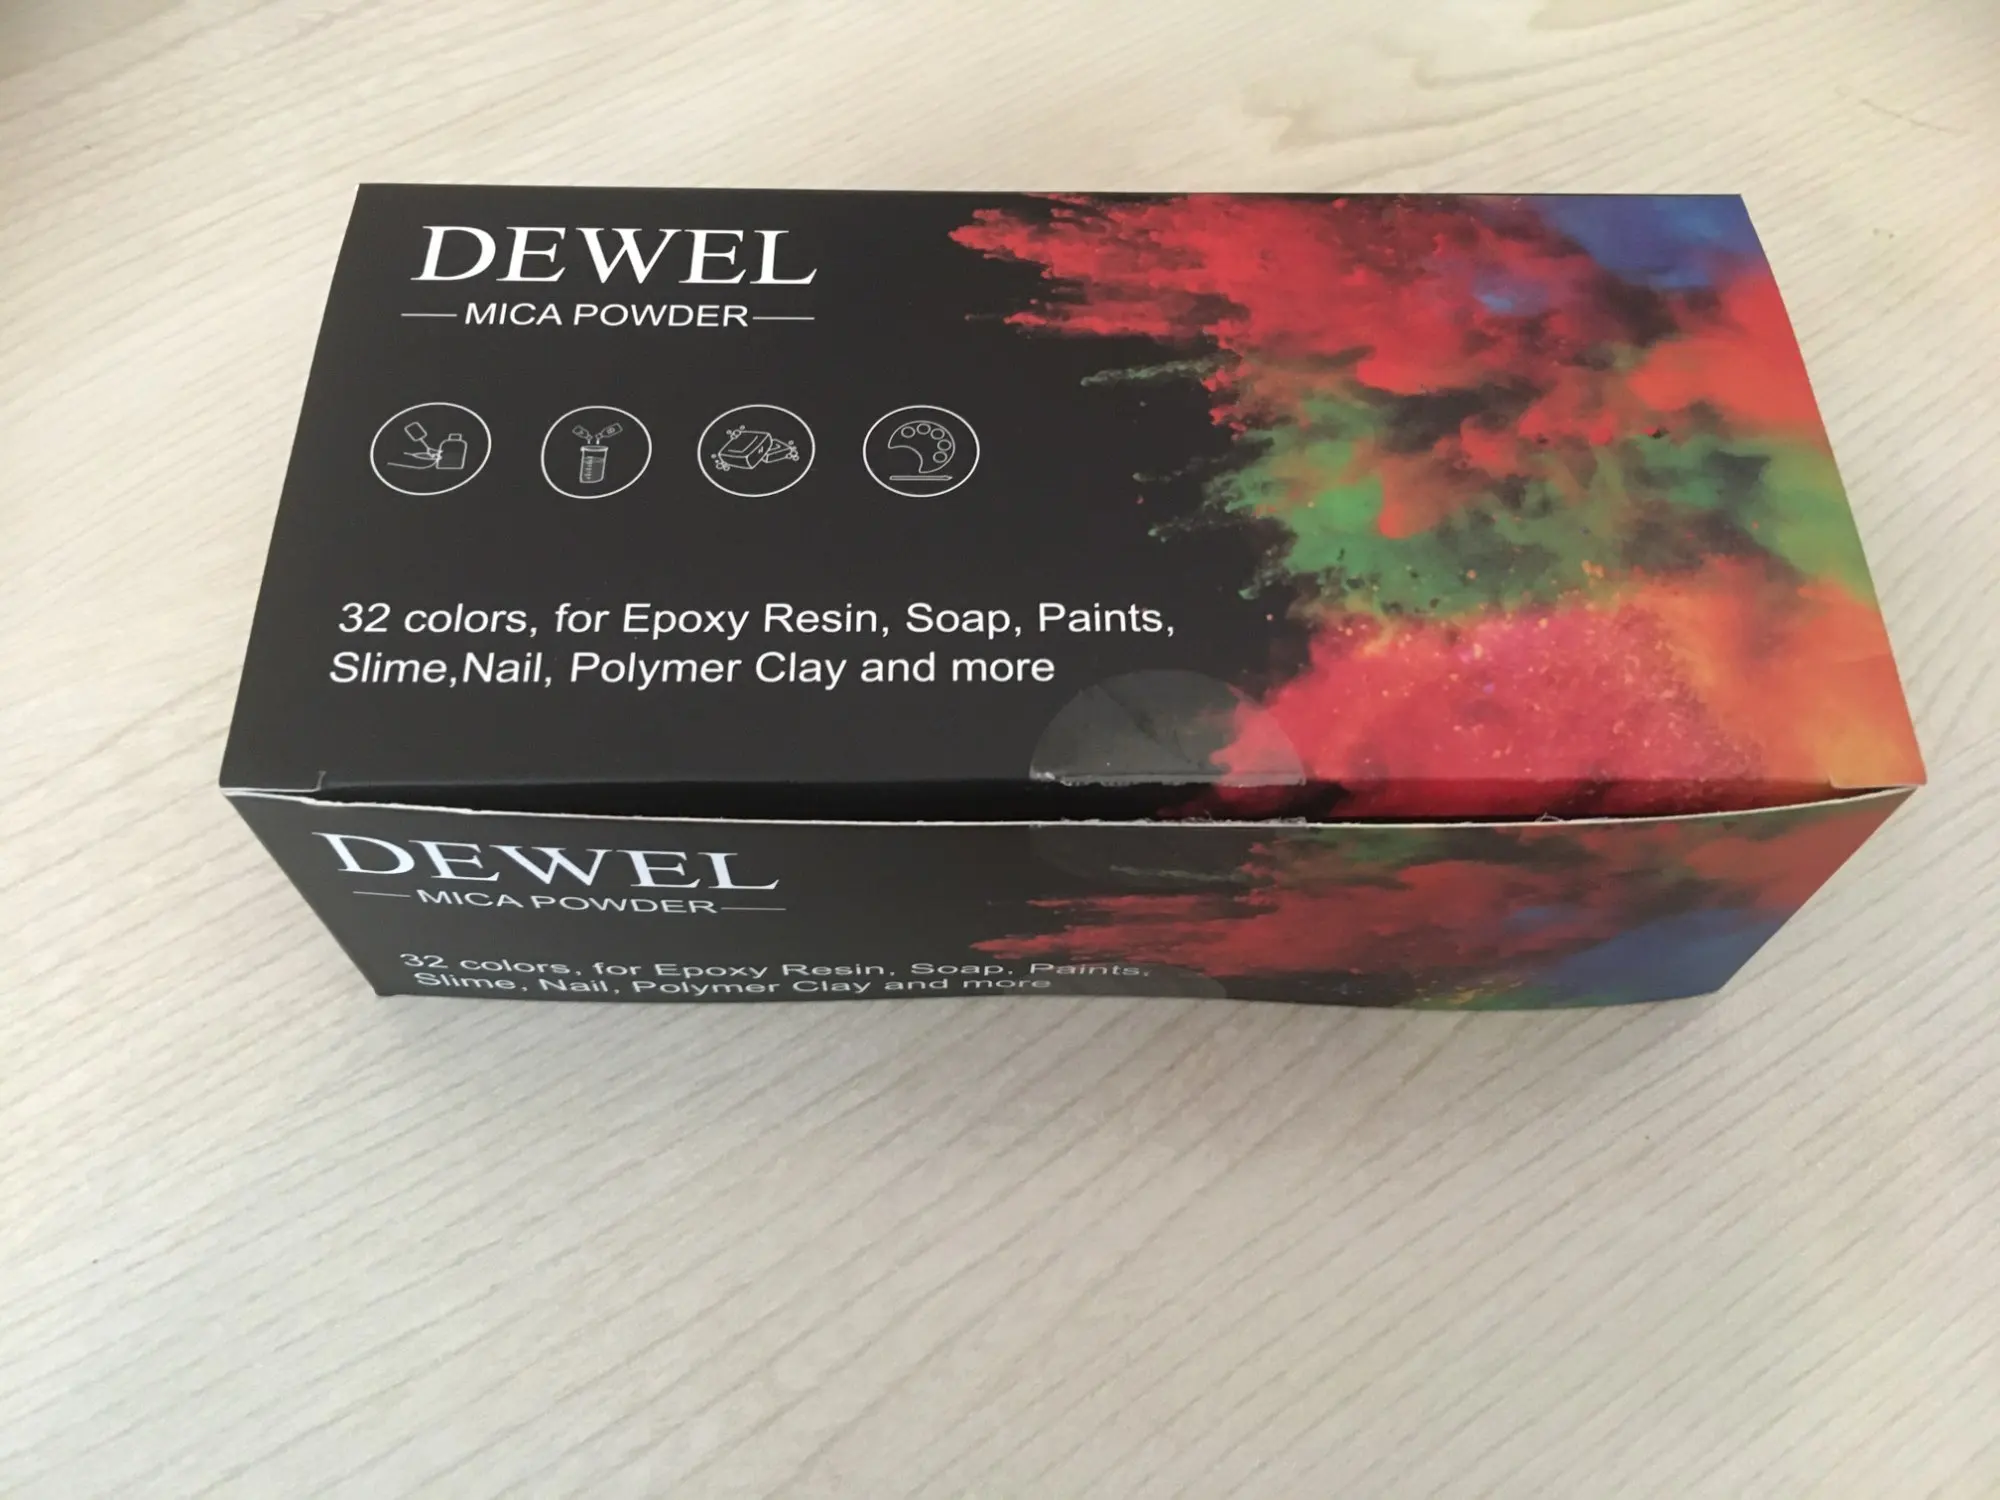 DEWEL
MICA POWDER
32 colors, for Epoxy Resin, Soap, Paints,
Slime,Nail, Polymer Clay and more
DEWEL
MICA POWDER
32 colors, for Epoxy Resin, Soap, Paints,
Slime, Nail, Polymer Clay and more